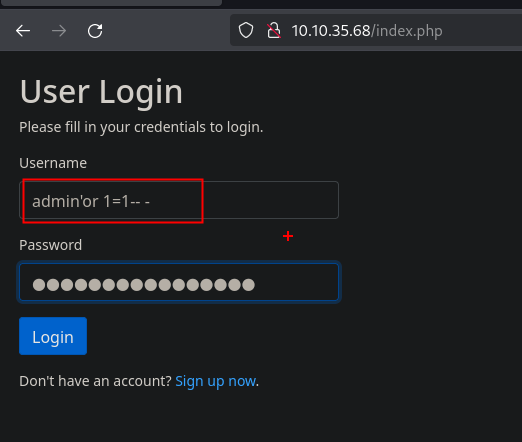 10.10.35.68/index.php
User Login
Please fill in your credentials to login.
Username
admin'or 1=1-- -
Password
●●●●●●●●●●●●●●●●
Login
Don't have an account? Sign up now.